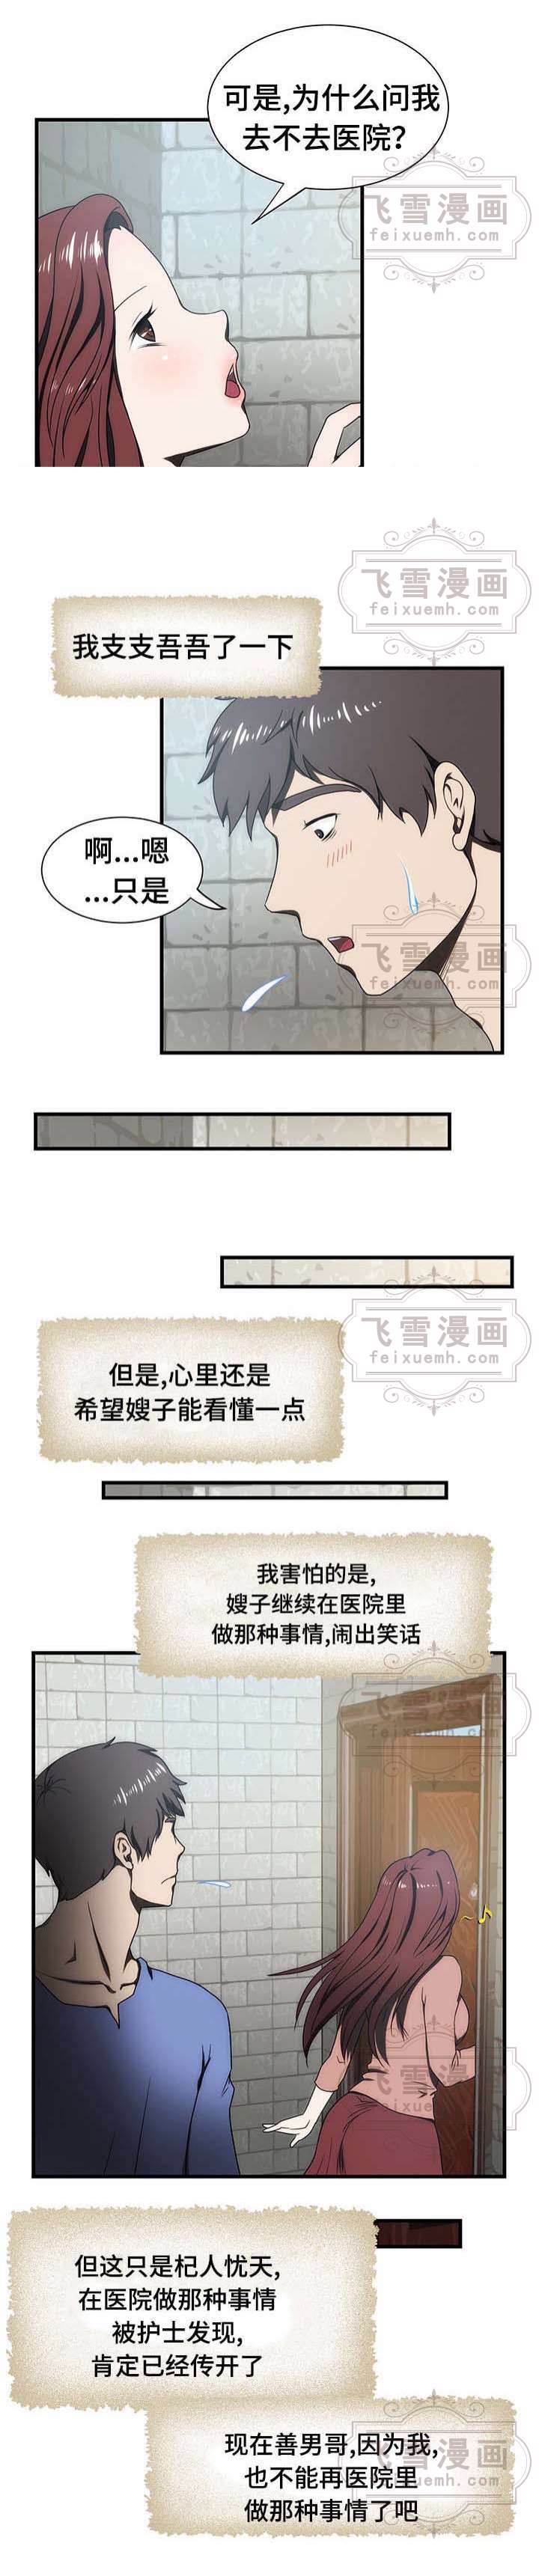 可是,为什么问我
去不去医院?
飞雪漫画
feixuemh.com
飞雪漫画
feixuemh.com
我支支吾吾了一下
啊...嗯
...只是
飞雪漫画
feixuemh.com
飞雪漫画
feixuemh.com
但是,心里还是
希望嫂子能看懂一点
我害怕的是,
嫂子继续在医院里
做那种事情,闹出笑话
飞雪漫画
feixuemh.com
飞雪漫画
feixuemh.com
但这只是杞人忧天,
在医院做那种事情
被护士发现,
肯定已经传开了
现在善男哥,因为我,
也不能再医院里
做那种事情了吧
飞雪漫画
feixuemh.com